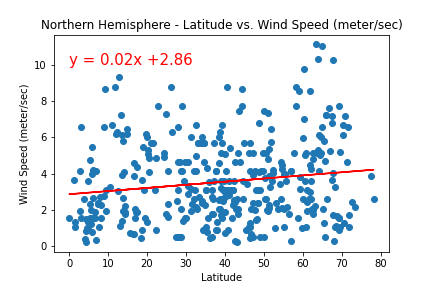 Northern Hemisphere - Latitude vs. Wind Speed (meter/sec)
y = 0.02x +2.86
Wind Speed (meter/sec)
10
8
6
4
2
0
0 10 20 30 40 50 60 70 80
Latitude